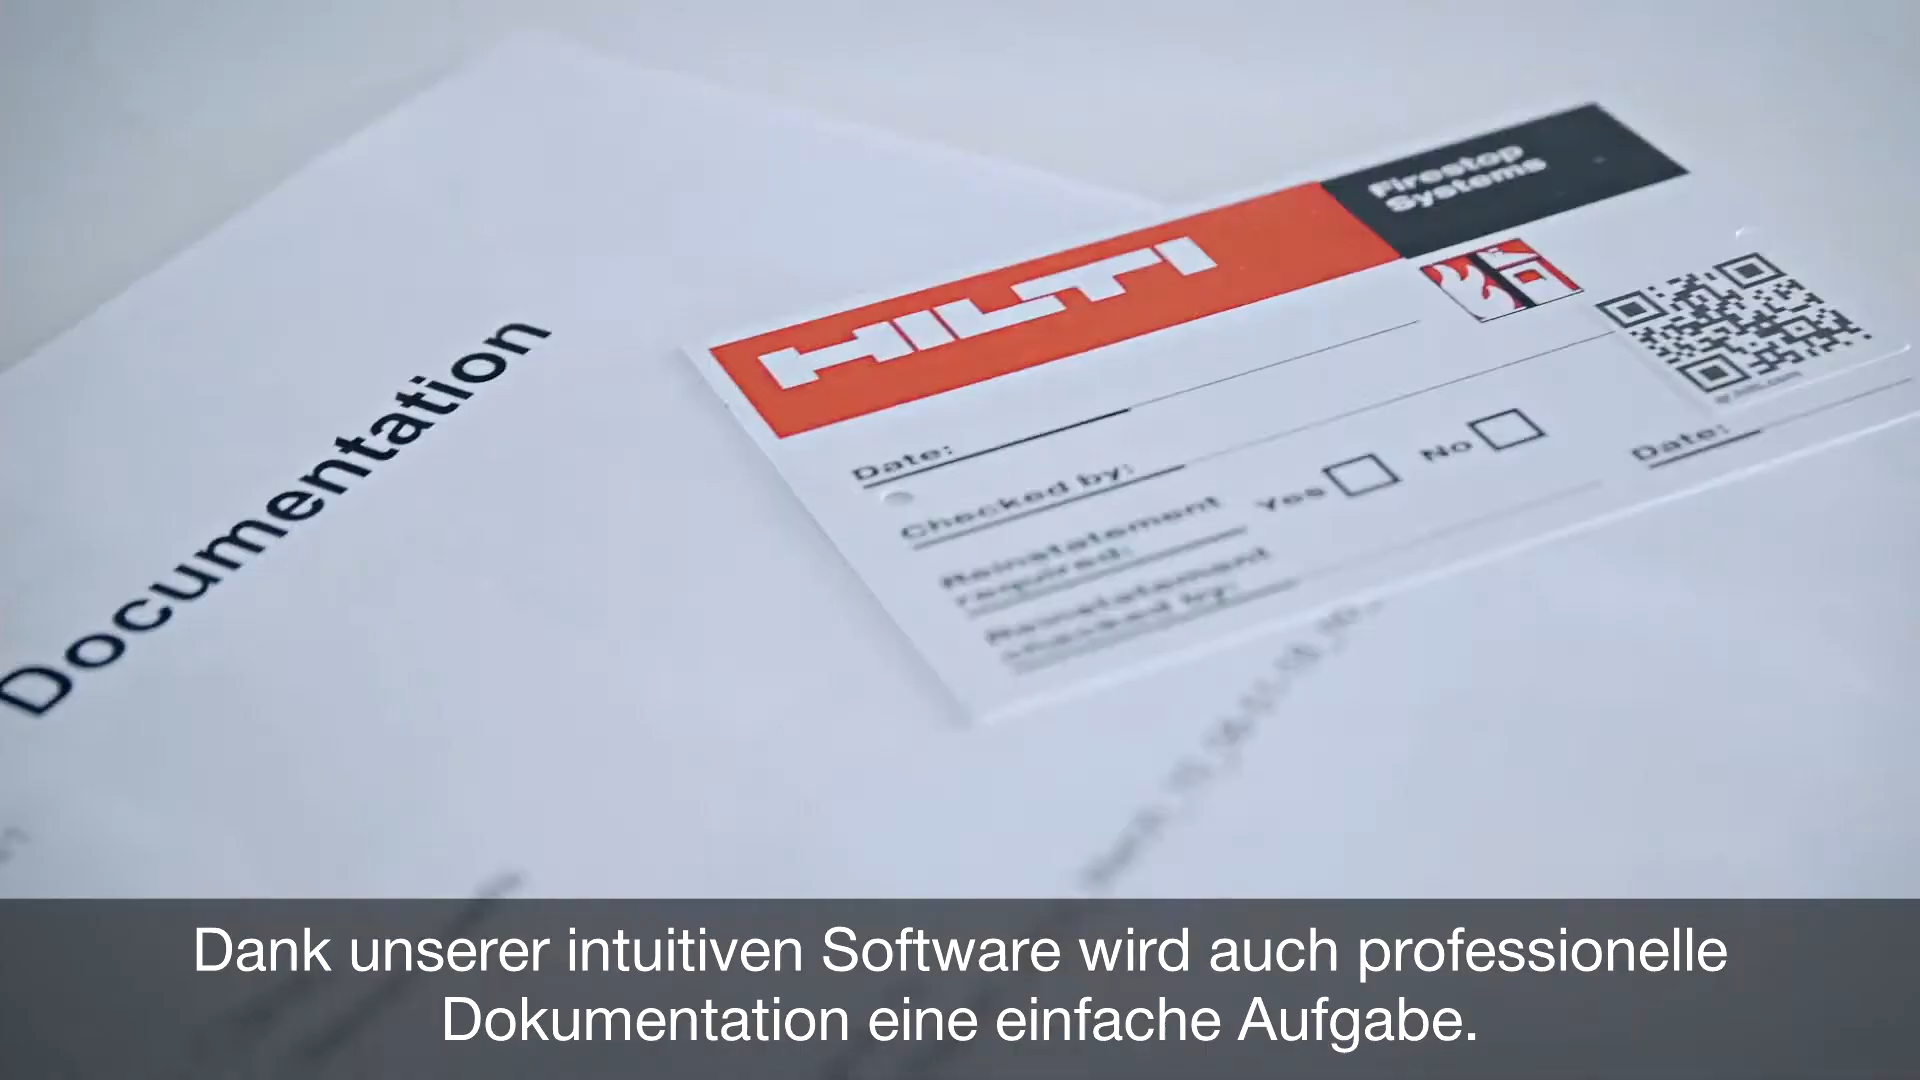 Documentation
HILTI
Firestop
Systems
Date:
Checked by:
Reinstatement
required:
Yes
No
Reinstatement
checked by:
Date:
Dank unserer intuitiven Software wird auch professionelle
Dokumentation eine einfache Aufgabe.